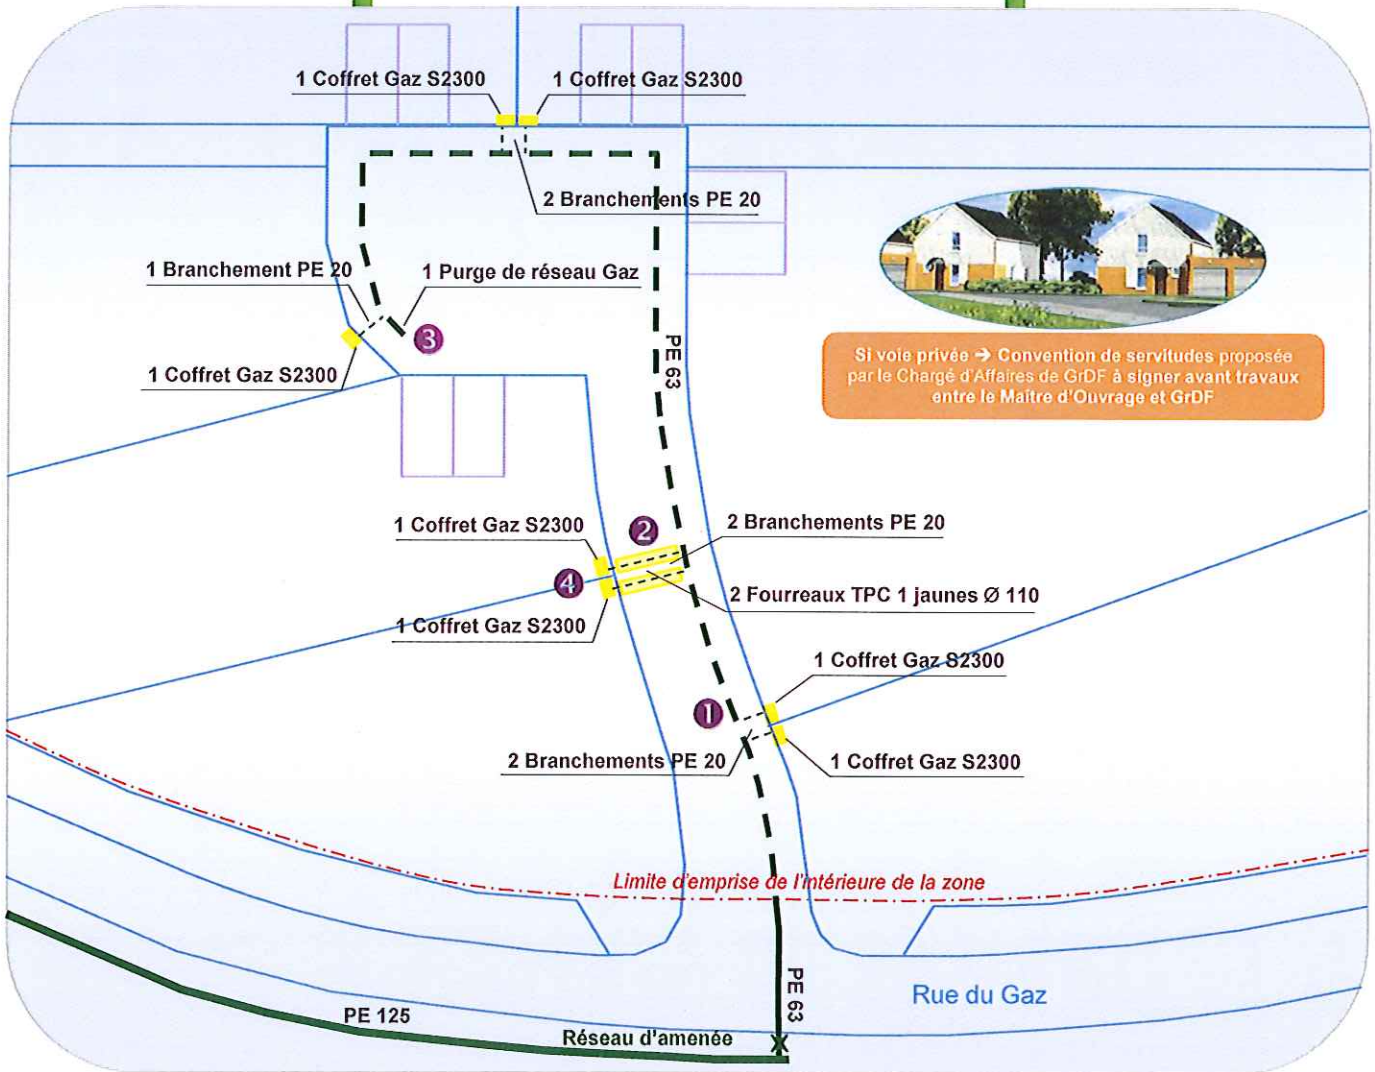 1 Coffret Gaz S2300
1 Coffret Gaz S2300
2 Branchements PE 20
1 Branchement PE 20
1 Purge de réseau Gaz
3
1 Coffret Gaz S2300
PE 63
Si voie privée → Convention de servitudes proposée
par le Chargé d'Affaires de GrDF à signer avant travaux
entre le Maître d'Ouvrage et GrDF
1 Coffret Gaz S2300
2
2 Branchements PE 20
4
2 Fourreaux TPC 1 jaunes Ø 110
1 Coffret Gaz S2300
1 Coffret Gaz S2300
1
2 Branchements PE 20
1 Coffret Gaz S2300
Limite d'emprise de l'intérieure de la zone
PE 63
Rue du Gaz
PE 125
Réseau d'amenée